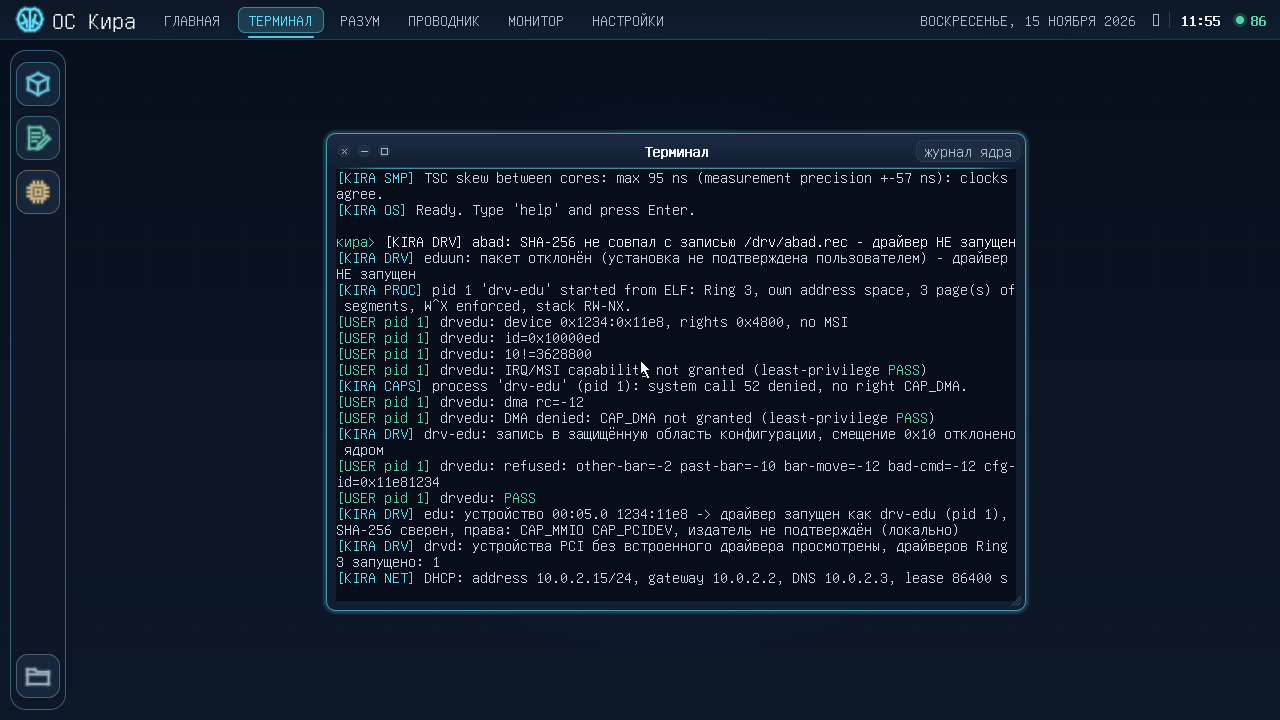 ОС Кира
ГЛАВНАЯ
ТЕРМИНАЛ
РАЗУМ
ПРОВОДНИК
МОНИТОР
НАСТРОЙКИ
ВОСКРЕСЕНЬЕ, 15 НОЯБРЯ 2026
11:55
86
Терминал
журнал ядра
[KIRA SMP] TSC skew between cores: max 95 ns (measurement precision +-57 ns): clocks
agree.
[KIRA OS] Ready. Type 'help' and press Enter.
кира> [KIRA DRV] abad: SHA-256 не совпал с записью /drv/abad.rec - драйвер НЕ запущен
[KIRA DRV] eduun: пакет отклонён (установка не подтверждена пользователем) - драйвер
НЕ запущен
[KIRA PROC] pid 1 'drv-edu' started from ELF: Ring 3, own address space, 3 page(s) of
segments, W^X enforced, stack RW-NX.
[USER pid 1] drvedu: device 0x1234:0x11e8, rights 0x4800, no MSI
[USER pid 1] drvedu: id=0x10000ed
[USER pid 1] drvedu: 10!=3628800
[USER pid 1] drvedu: IRQ/MSI capability not granted (least-privilege PASS)
[KIRA CAPS] process 'drv-edu' (pid 1): system call 52 denied, no right CAP_DMA.
[USER pid 1] drvedu: dma rc=-12
[USER pid 1] drvedu: DMA denied: CAP_DMA not granted (least-privilege PASS)
[KIRA DRV] drv-edu: запись в защищённую область конфигурации, смещение 0x10 отклонено
ядром
[USER pid 1] drvedu: refused: other-bar=-2 past-bar=-10 bar-move=-12 bad-cmd=-12 cfg-
id=0x11e81234
[USER pid 1] drvedu: PASS
[KIRA DRV] edu: устройство 00:05.0 1234:11e8 -> драйвер запущен как drv-edu (pid 1),
SHA-256 сверен, права: CAP_MMIO CAP_PCIDEV, издатель не подтверждён (локально)
[KIRA DRV] drvd: устройства PCI без встроенного драйвера просмотрены, драйверов Ring
3 запущено: 1
[KIRA NET] DHCP: address 10.0.2.15/24, gateway 10.0.2.2, DNS 10.0.2.3, lease 86400 s